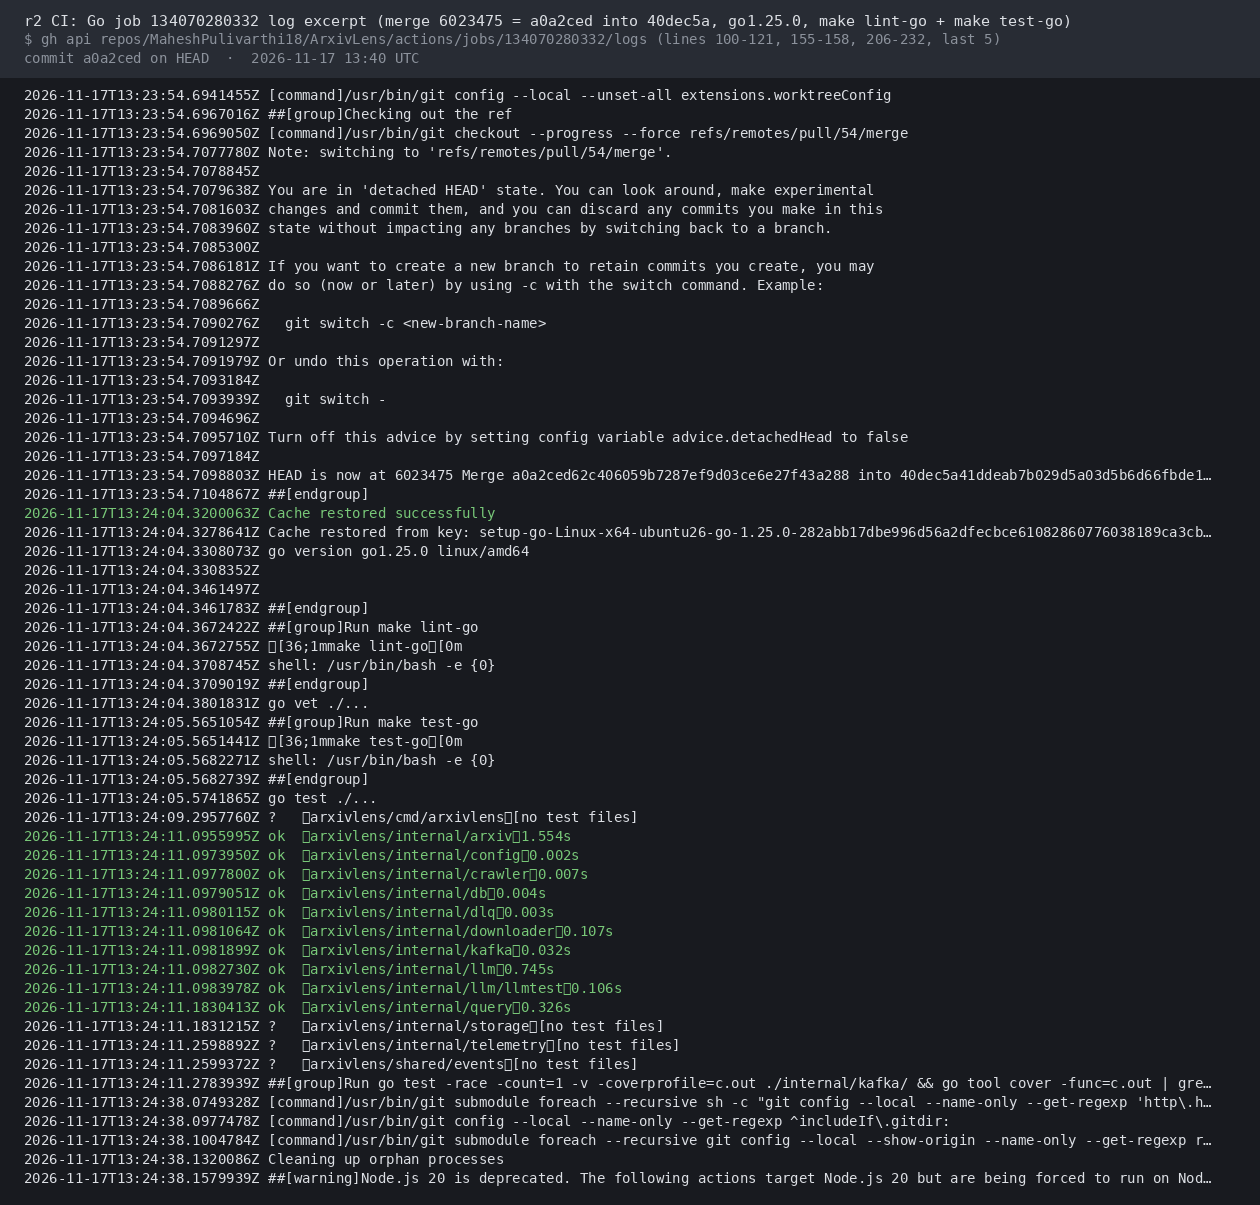 r2 CI: Go job 134070280332 log excerpt (merge 6023475 = a0a2ced into 40dec5a, go1.25.0, make lint-go + make test-go)
$ gh api repos/MaheshPulivarthi18/ArxivLens/actions/jobs/134070280332/logs (lines 100-121, 155-158, 206-232, last 5)
commit a0a2ced on HEAD  ·  2026-11-17 13:40 UTC
2026-11-17T13:23:54.6941455Z [command]/usr/bin/git config --local --unset-all extensions.worktreeConfig
2026-11-17T13:23:54.6967016Z ##[group]Checking out the ref
2026-11-17T13:23:54.6969050Z [command]/usr/bin/git checkout --progress --force refs/remotes/pull/54/merge
2026-11-17T13:23:54.7077780Z Note: switching to 'refs/remotes/pull/54/merge'.
2026-11-17T13:23:54.7078845Z
2026-11-17T13:23:54.7079638Z You are in 'detached HEAD' state. You can look around, make experimental
2026-11-17T13:23:54.7081603Z changes and commit them, and you can discard any commits you make in this
2026-11-17T13:23:54.7083960Z state without impacting any branches by switching back to a branch.
2026-11-17T13:23:54.7085300Z
2026-11-17T13:23:54.7086181Z If you want to create a new branch to retain commits you create, you may
2026-11-17T13:23:54.7088276Z do so (now or later) by using -c with the switch command. Example:
2026-11-17T13:23:54.7089666Z
2026-11-17T13:23:54.7090276Z   git switch -c <new-branch-name>
2026-11-17T13:23:54.7091297Z
2026-11-17T13:23:54.7091979Z Or undo this operation with:
2026-11-17T13:23:54.7093184Z
2026-11-17T13:23:54.7093939Z   git switch -
2026-11-17T13:23:54.7094696Z
2026-11-17T13:23:54.7095710Z Turn off this advice by setting config variable advice.detachedHead to false
2026-11-17T13:23:54.7097184Z
2026-11-17T13:23:54.7098803Z HEAD is now at 6023475 Merge a0a2ced62c406059b7287ef9d03ce6e27f43a288 into 40dec5a41ddeab7b029d5a03d5b6d66fbde1…
2026-11-17T13:23:54.7104867Z ##[endgroup]
2026-11-17T13:24:04.3200063Z Cache restored successfully
2026-11-17T13:24:04.3278641Z Cache restored from key: setup-go-Linux-x64-ubuntu26-go-1.25.0-282abb17dbe996d56a2dfecbce61082860776038189ca3cb…
2026-11-17T13:24:04.3308073Z go version go1.25.0 linux/amd64
2026-11-17T13:24:04.3308352Z
2026-11-17T13:24:04.3461497Z
2026-11-17T13:24:04.3461783Z ##[endgroup]
2026-11-17T13:24:04.3672422Z ##[group]Run make lint-go
2026-11-17T13:24:04.3672755Z [36;1mmake lint-go[0m
2026-11-17T13:24:04.3708745Z shell: /usr/bin/bash -e {0}
2026-11-17T13:24:04.3709019Z ##[endgroup]
2026-11-17T13:24:04.3801831Z go vet ./...
2026-11-17T13:24:05.5651054Z ##[group]Run make test-go
2026-11-17T13:24:05.5651441Z [36;1mmake test-go[0m
2026-11-17T13:24:05.5682271Z shell: /usr/bin/bash -e {0}
2026-11-17T13:24:05.5682739Z ##[endgroup]
2026-11-17T13:24:05.5741865Z go test ./...
2026-11-17T13:24:09.2957760Z ?   arxivlens/cmd/arxivlens[no test files]
2026-11-17T13:24:11.0955995Z ok  arxivlens/internal/arxiv1.554s
2026-11-17T13:24:11.0973950Z ok  arxivlens/internal/config0.002s
2026-11-17T13:24:11.0977800Z ok  arxivlens/internal/crawler0.007s
2026-11-17T13:24:11.0979051Z ok  arxivlens/internal/db0.004s
2026-11-17T13:24:11.0980115Z ok  arxivlens/internal/dlq0.003s
2026-11-17T13:24:11.0981064Z ok  arxivlens/internal/downloader0.107s
2026-11-17T13:24:11.0981899Z ok  arxivlens/internal/kafka0.032s
2026-11-17T13:24:11.0982730Z ok  arxivlens/internal/llm0.745s
2026-11-17T13:24:11.0983978Z ok  arxivlens/internal/llm/llmtest0.106s
2026-11-17T13:24:11.1830413Z ok  arxivlens/internal/query0.326s
2026-11-17T13:24:11.1831215Z ?   arxivlens/internal/storage[no test files]
2026-11-17T13:24:11.2598892Z ?   arxivlens/internal/telemetry[no test files]
2026-11-17T13:24:11.2599372Z ?   arxivlens/shared/events[no test files]
2026-11-17T13:24:11.2783939Z ##[group]Run go test -race -count=1 -v -coverprofile=c.out ./internal/kafka/ && go tool cover -func=c.out | gre…
2026-11-17T13:24:38.0749328Z [command]/usr/bin/git submodule foreach --recursive sh -c "git config --local --name-only --get-regexp 'http\.h…
2026-11-17T13:24:38.0977478Z [command]/usr/bin/git config --local --name-only --get-regexp ^includeIf\.gitdir:
2026-11-17T13:24:38.1004784Z [command]/usr/bin/git submodule foreach --recursive git config --local --show-origin --name-only --get-regexp r…
2026-11-17T13:24:38.1320086Z Cleaning up orphan processes
2026-11-17T13:24:38.1579939Z ##[warning]Node.js 20 is deprecated. The following actions target Node.js 20 but are being forced to run on Nod…